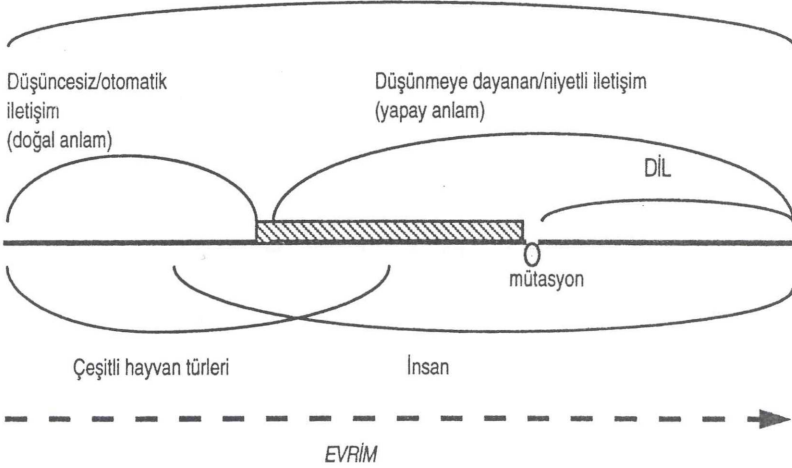 Düşüncesiz/otomatik
iletişim
(doğal anlam)
Düşünmeye dayanan/niyetli iletişim
(yapay anlam)
DİL
mütasyon
Çeşitli hayvan türleri
İnsan
EVRİM